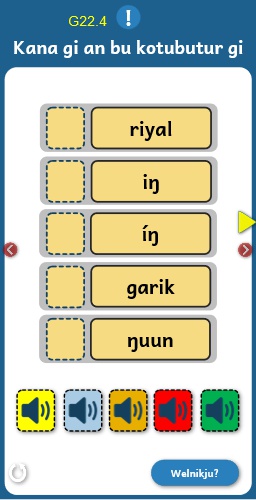 G22.4
!
Kana gi an bu kotubutur gi
riyal
iŋ
íŋ
garik
ŋuun
Welnikju?